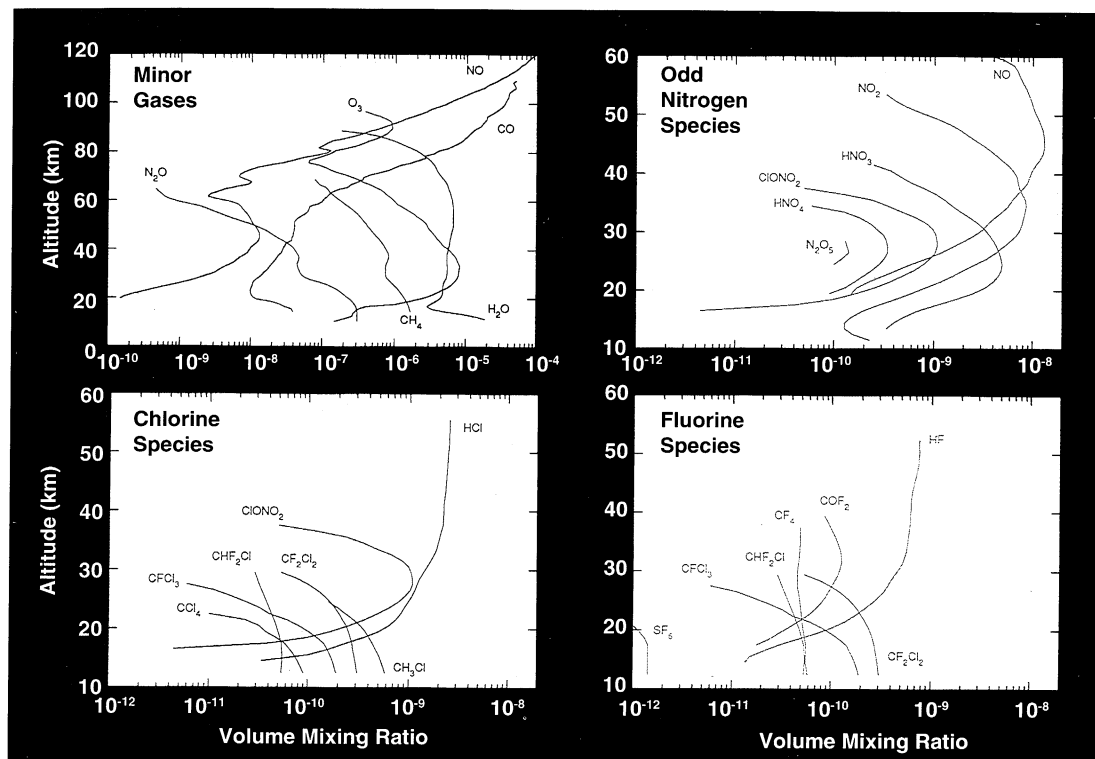 Minor
Gases
Altitude (km)
120
100
80
60
40
20
0
NO
O3
CO
N2O
CH4
H2O
10-10 10-9 10-8 10-7 10-6 10-5 10-4
Odd
Nitrogen
Species
60
50
40
30
20
10
NO
NO2
HNO3
ClONO2
HNO4
N2O5
10-12 10-11 10-10 10-9 10-8
Chlorine
Species
Altitude (km)
60
50
40
30
20
10
HCl
ClONO2
CHF2Cl
CF2Cl2
CFCl3
CCl4
CH3Cl
10-12 10-11 10-10 10-9 10-8
Volume Mixing Ratio
Fluorine
Species
60
50
40
30
20
10
HF
COF2
CF4
CHF2Cl
CFCl3
SF6
CF2Cl2
10-12 10-11 10-10 10-9 10-8
Volume Mixing Ratio